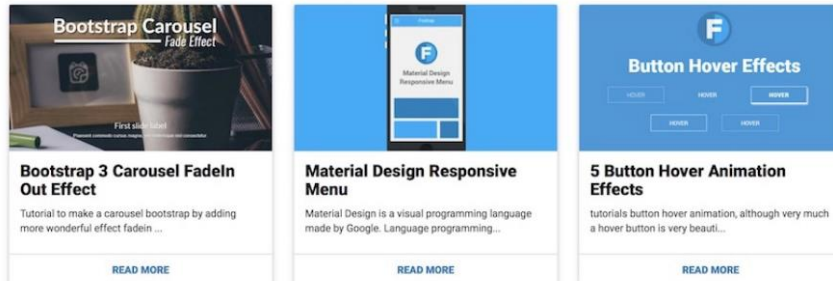 Bootstrap Carousel
Fade Effect
First slide label
Bootstrap 3 Carousel FadeIn
Out Effect
Tutorial to make a carousel bootstrap by adding
more wonderful effect fadein ...
READ MORE
F
Material Design
Responsive Menu
Material Design Responsive
Menu
Material Design is a visual programming language
made by Google. Language programming...
READ MORE
F
Button Hover Effects
HOVER HOVER HOVER
HOVER HOVER
5 Button Hover Animation
Effects
tutorials button hover animation, although very much
a hover button is very beauti...
READ MORE